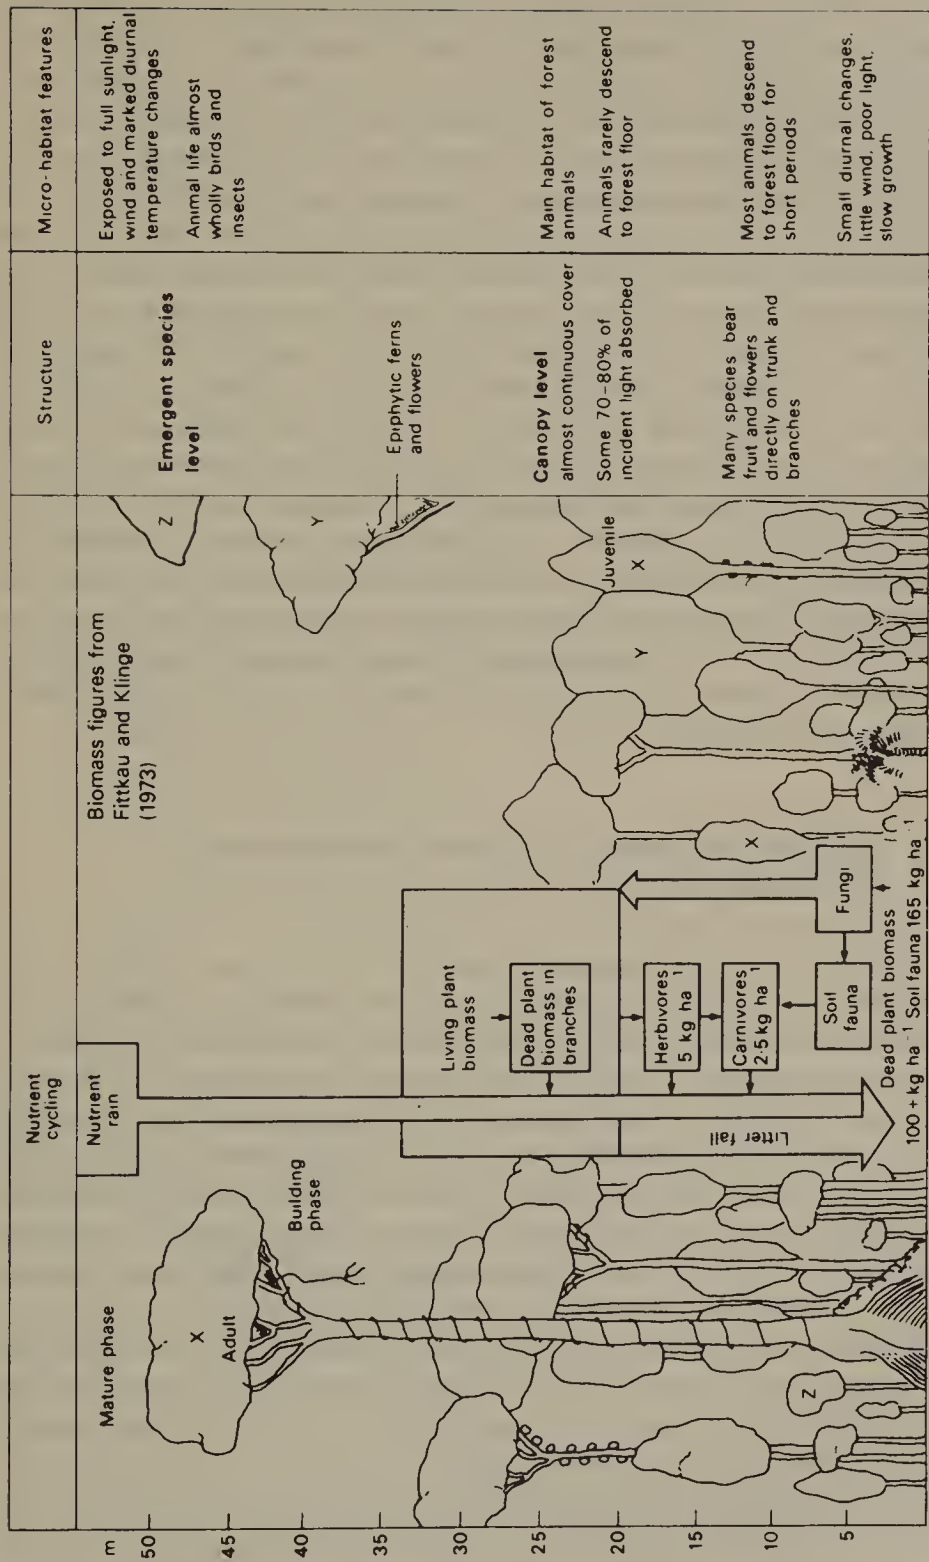 Nutrient
cycling
Structure
Micro-habitat features
m
50
45
40
35
30
25
20
15
10
5
Mature phase
X
Adult
Building
phase
Z
Nutrient
rain
Living plant
biomass
Dead plant
biomass in
branches
Herbivores
5 kg ha⁻¹
Carnivores
2·5 kg ha⁻¹
Soil
fauna
Fungi
Litter fall
Dead plant biomass
100 + kg ha⁻¹ Soil fauna 165 kg ha⁻¹
Biomass figures from
Fittkau and Klinge
(1973)
X
Y
Juvenile
X
Y
Z
Emergent species
level
Epiphytic ferns
and flowers
Canopy level
almost continuous cover
Some 70-80% of
incident light absorbed
Many species bear
fruit and flowers
directly on trunk and
branches
Exposed to full sunlight,
wind and marked diurnal
temperature changes
Animal life almost
wholly birds and
insects
Main habitat of forest
animals
Animals rarely descend
to forest floor
Most animals descend
to forest floor for
short periods
Small diurnal changes,
little wind, poor light,
slow growth